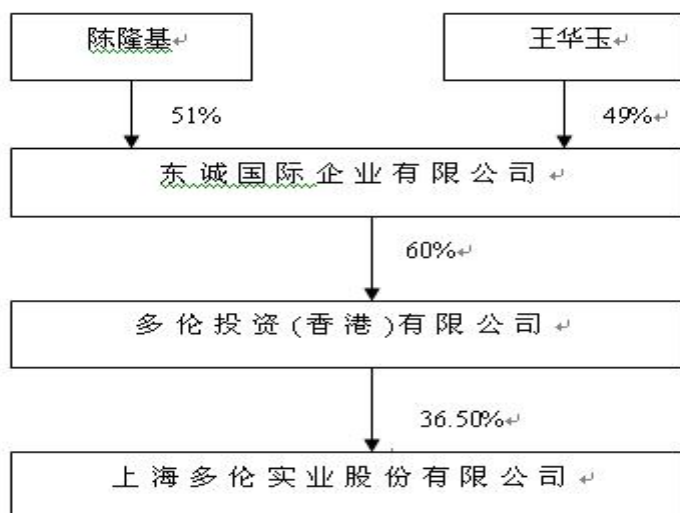 陈隆基↵
王华玉↵
51%
49%↵
东诚国际企业有限公司↵
60%↵
多伦投资(香港)有限公司↵
36.50%↵
上海多伦实业股份有限公司↵